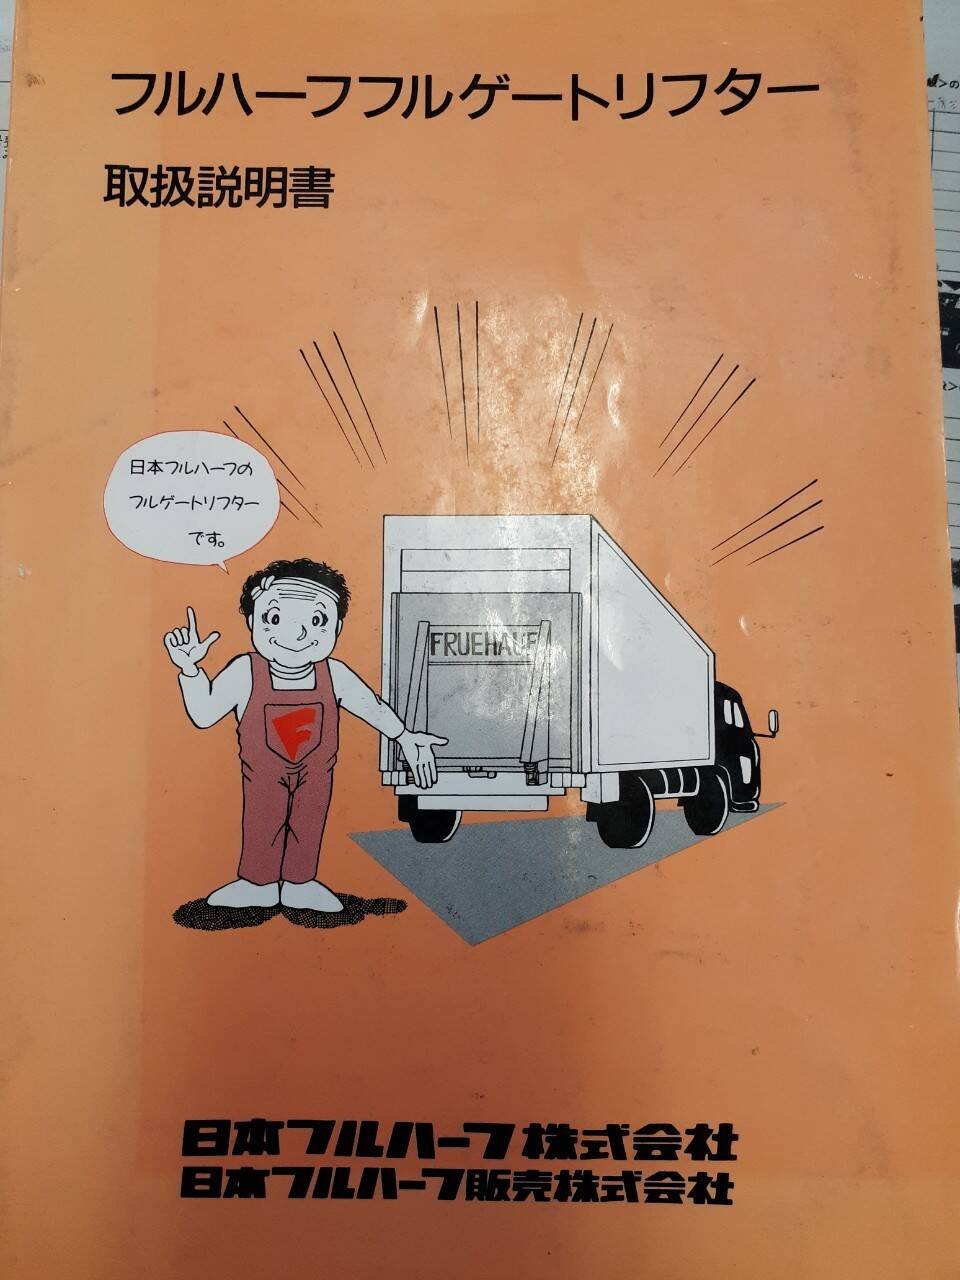 フルハーフフルゲートリフター
取扱説明書
日本フルハーフの
フルゲートリフター
です。
FRUEHAUF
F
日本フルハーフ株式会社
日本フルハーフ販売株式会社